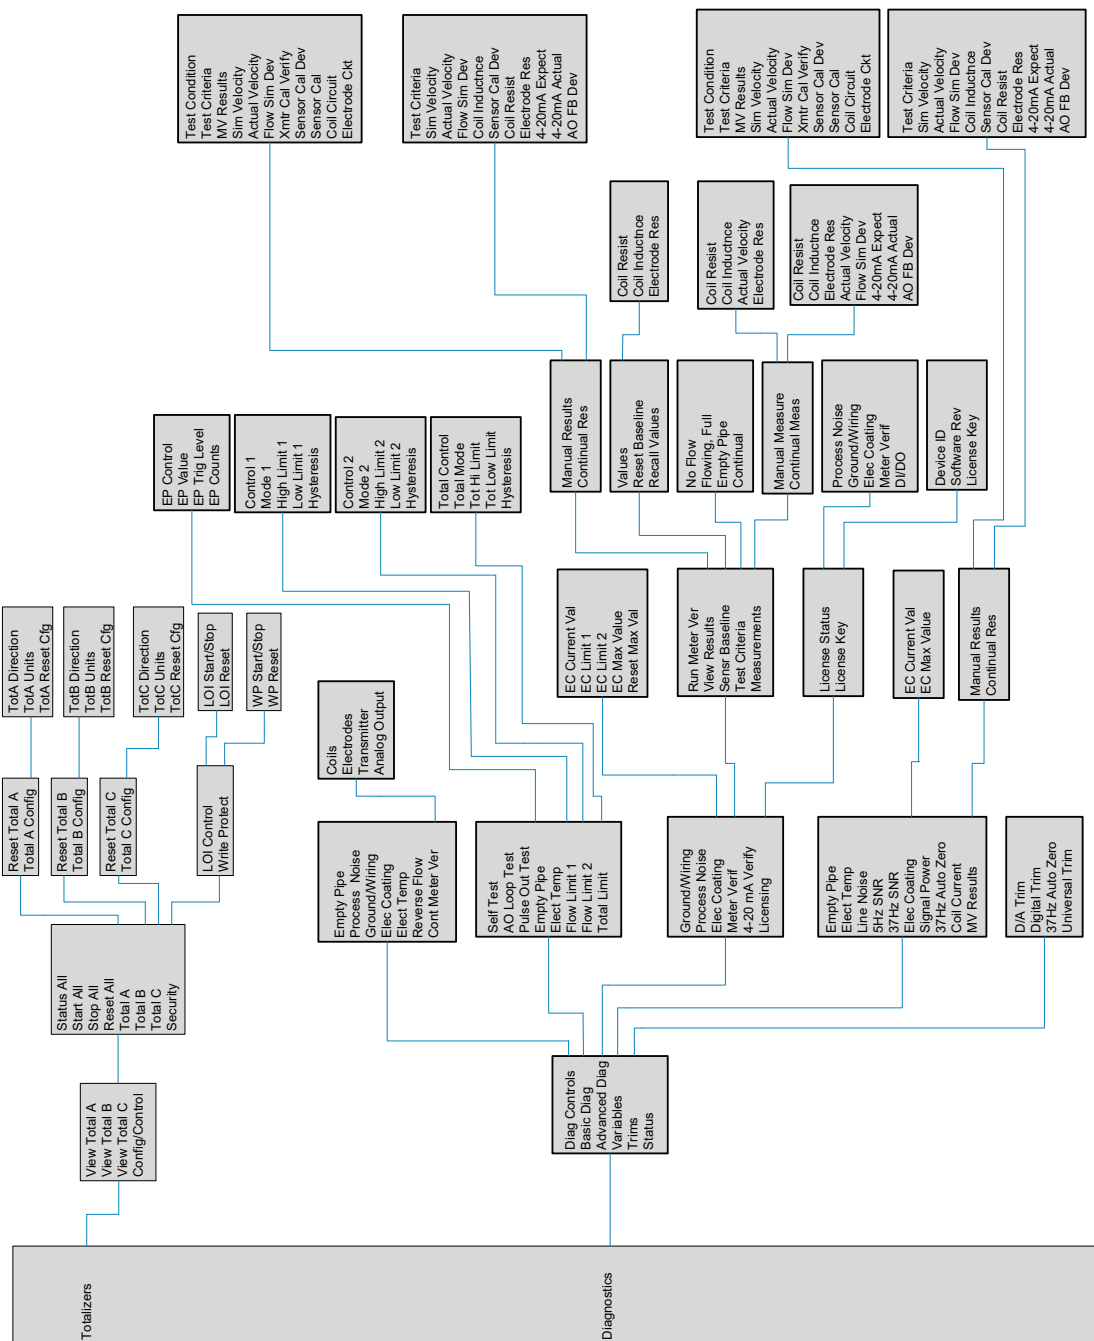 Totalizers
View Total A
View Total B
View Total C
Config/Control
Status All
Start All
Stop All
Reset All
Total A
Total B
Total C
Security
Reset Total A
Total A Config
TotA Direction
TotA Units
TotA Reset Cfg
Reset Total B
Total B Config
TotB Direction
TotB Units
TotB Reset Cfg
Reset Total C
Total C Config
TotC Direction
TotC Units
TotC Reset Cfg
LOI Control
Write Protect
LOI Start/Stop
LOI Reset
WP Start/Stop
WP Reset
Diagnostics
Diag Controls
Basic Diag
Advanced Diag
Variables
Trims
Status
Empty Pipe
Process Noise
Ground/Wiring
Elec Coating
Elect Temp
Reverse Flow
Cont Meter Ver
Coils
Electrodes
Transmitter
Analog Output
Self Test
AO Loop Test
Pulse Out Test
Empty Pipe
Elect Temp
Flow Limit 1
Flow Limit 2
Total Limit
EP Control
EP Value
EP Trig Level
EP Counts
Control 1
Mode 1
High Limit 1
Low Limit 1
Hysteresis
Control 2
Mode 2
High Limit 2
Low Limit 2
Hysteresis
Total Control
Total Mode
Tot Hi Limit
Tot Low Limit
Hysteresis
Ground/Wiring
Process Noise
Elec Coating
Meter Verif
4-20 mA Verify
Licensing
EC Current Val
EC Limit 1
EC Limit 2
EC Max Value
Reset Max Val
Run Meter Ver
View Results
Sensr Baseline
Test Criteria
Measurements
Manual Results
Continual Res
Test Condition
Test Criteria
MV Results
Sim Velocity
Actual Velocity
Flow Sim Dev
Xmtr Cal Verify
Sensor Cal Dev
Sensor Cal
Coil Circuit
Electrode Ckt
Test Criteria
Sim Velocity
Actual Velocity
Flow Sim Dev
Coil Inductnce
Sensor Cal Dev
Coil Resist
Electrode Res
4-20mA Expect
4-20mA Actual
AO FB Dev
Values
Reset Baseline
Recall Values
Coil Resist
Coil Inductnce
Electrode Res
No Flow
Flowing, Full
Empty Pipe
Continual
Manual Measure
Continual Meas
Coil Resist
Coil Inductnce
Actual Velocity
Electrode Res
Coil Resist
Coil Inductnce
Electrode Res
Actual Velocity
Flow Sim Dev
4-20mA Expect
4-20mA Actual
AO FB Dev
License Status
License Key
Process Noise
Ground/Wiring
Elec Coating
Meter Verif
DI/DO
Device ID
Software Rev
License Key
Empty Pipe
Elect Temp
Line Noise
5Hz SNR
37Hz SNR
Elec Coating
Signal Power
37Hz Auto Zero
Coil Current
MV Results
EC Current Val
EC Max Value
Manual Results
Continual Res
Test Condition
Test Criteria
MV Results
Sim Velocity
Actual Velocity
Flow Sim Dev
Xmtr Cal Verify
Sensor Cal Dev
Sensor Cal
Coil Circuit
Electrode Ckt
Test Criteria
Sim Velocity
Actual Velocity
Flow Sim Dev
Coil Inductnce
Sensor Cal Dev
Coil Resist
Electrode Res
4-20mA Expect
4-20mA Actual
AO FB Dev
D/A Trim
Digital Trim
37Hz Auto Zero
Universal Trim